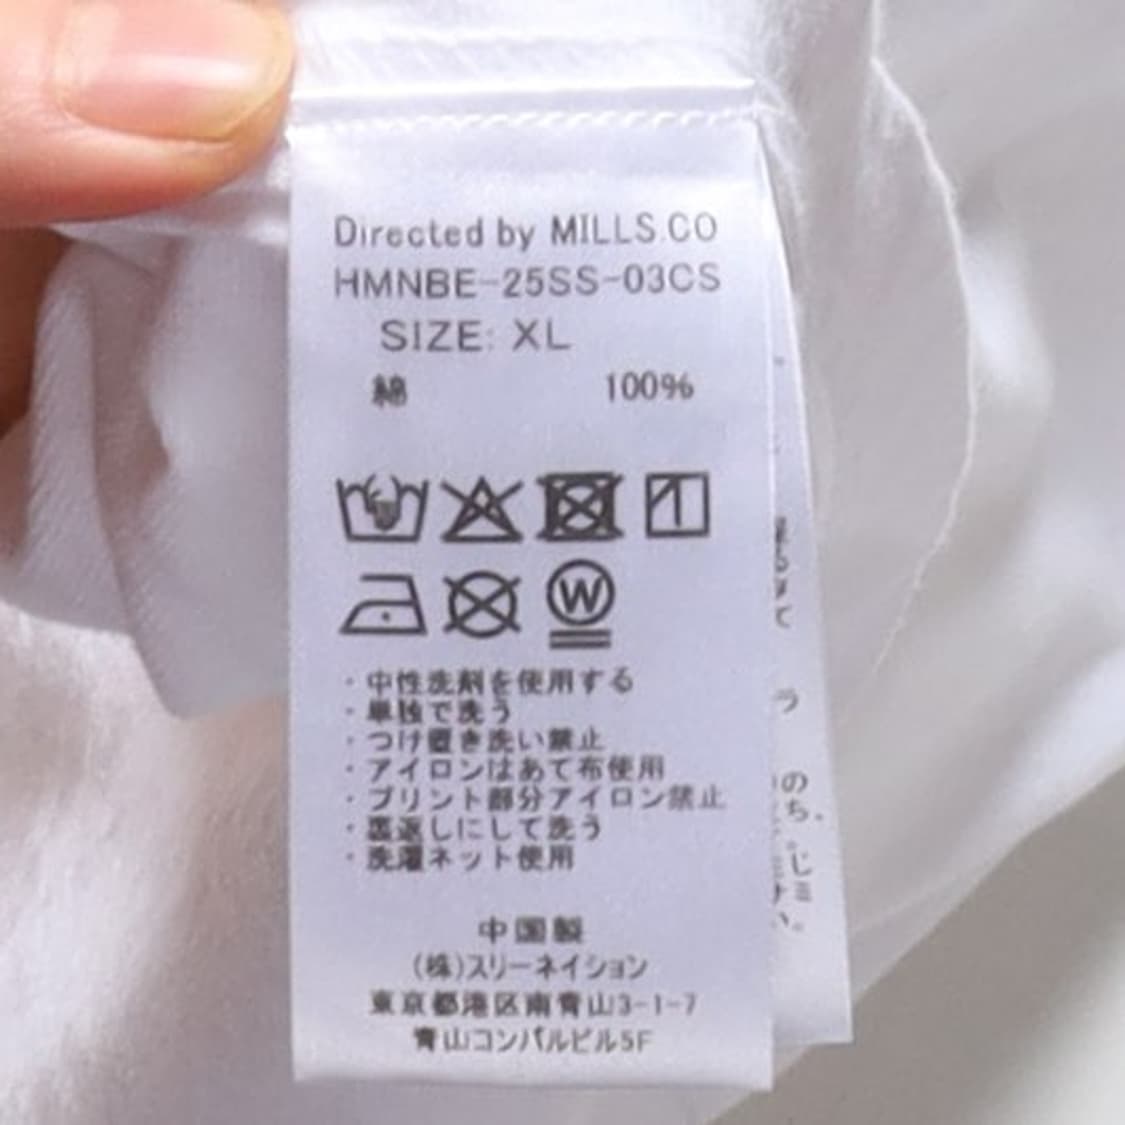 Directed by MILLS.CO
HMNBE-25SS-03CS
SIZE: XL
綿 100%
W
・中性洗剤を使用する
・単独で洗う
・つけ置き洗い禁止
・アイロンはあて布使用
・プリント部分アイロン禁止
・裏返しにして洗う
・洗濯ネット使用
中国製
(株)スリーネイション
東京都港区南青山3-1-7
青山コンパルビル5F
ラ
の
ち。